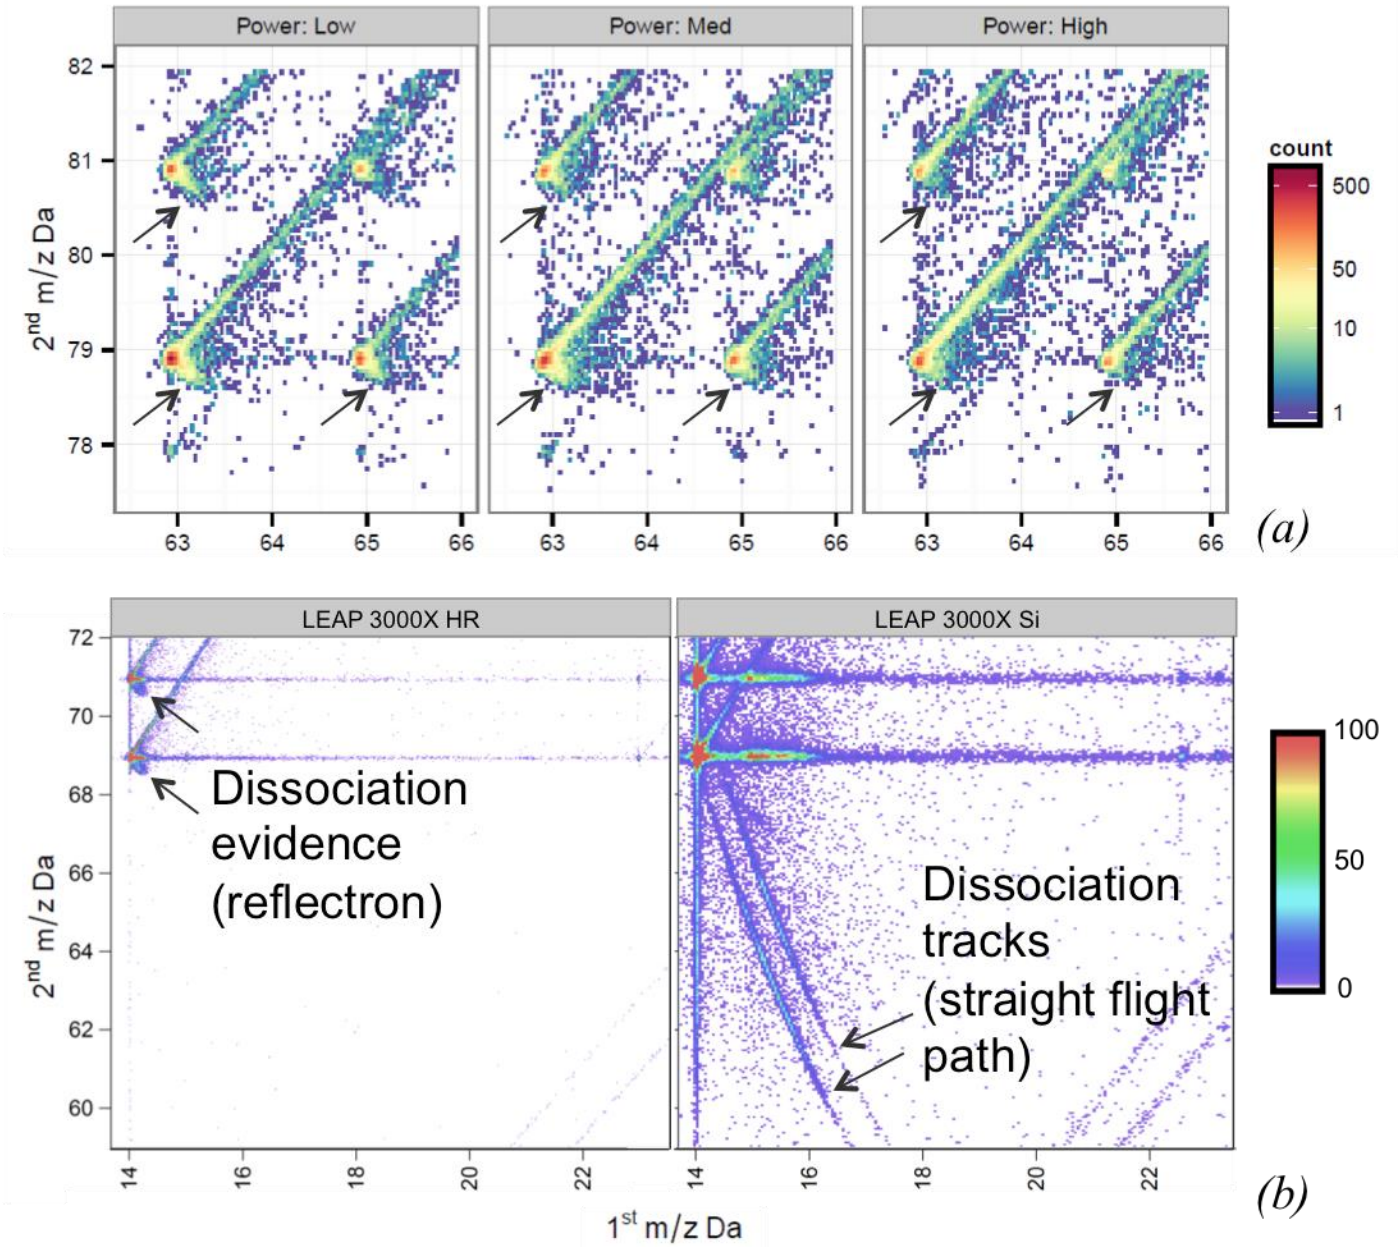 Power: Low
Power: Med
Power: High
82
81
80
79
78
2nd m/z Da
63 64 65 66
63 64 65 66
63 64 65 66
count
500
50
10
1
(a)
LEAP 3000X HR
LEAP 3000X Si
72
70
68
66
64
62
60
2nd m/z Da
Dissociation
evidence
(reflectron)
Dissociation
tracks
(straight flight
path)
100
50
0
14 16 18 20 22
14 16 18 20 22
1st m/z Da
(b)